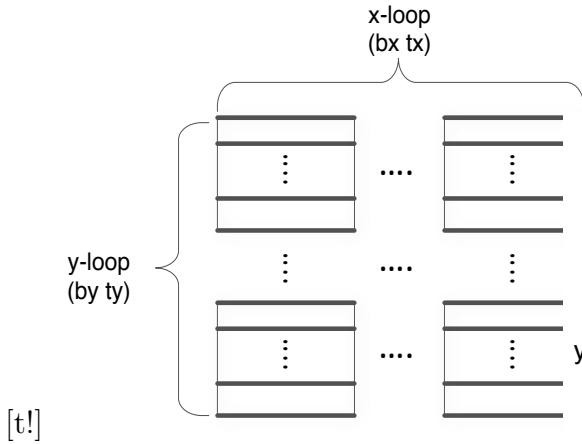 x-loop
(bx tx)
y-loop
(by ty)
y
[t!]